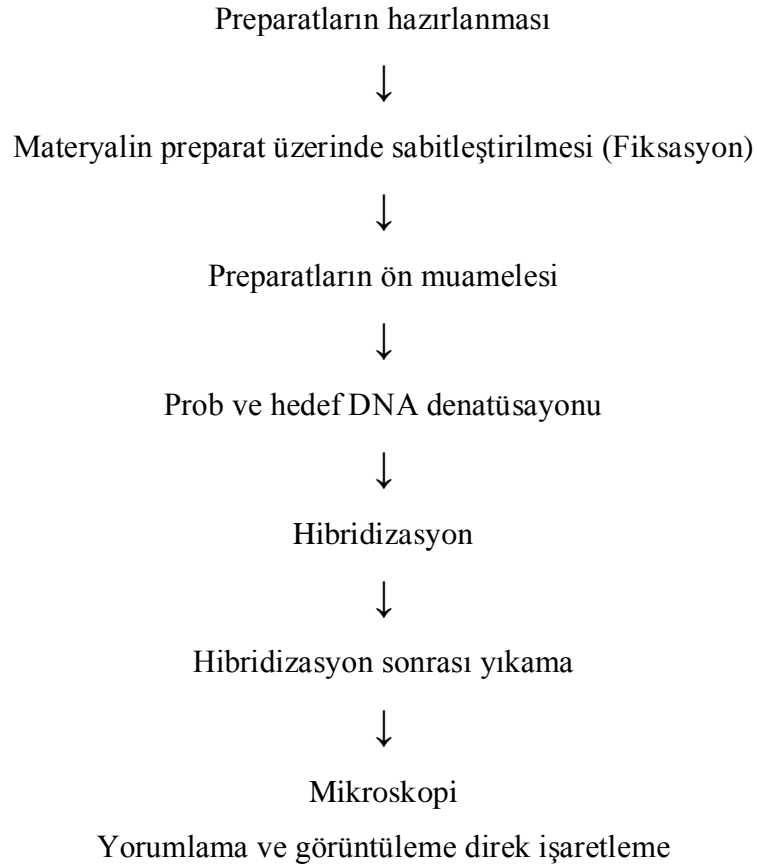 Preparatların hazırlanması
↓
Materyalin preparat üzerinde sabitleştirilmesi (Fiksasyon)
↓
Preparatların ön muamelesi
↓
Prob ve hedef DNA denatüsayonu
↓
Hibridizasyon
↓
Hibridizasyon sonrası yıkama
↓
Mikroskopi
Yorumlama ve görüntüleme direk işaretleme